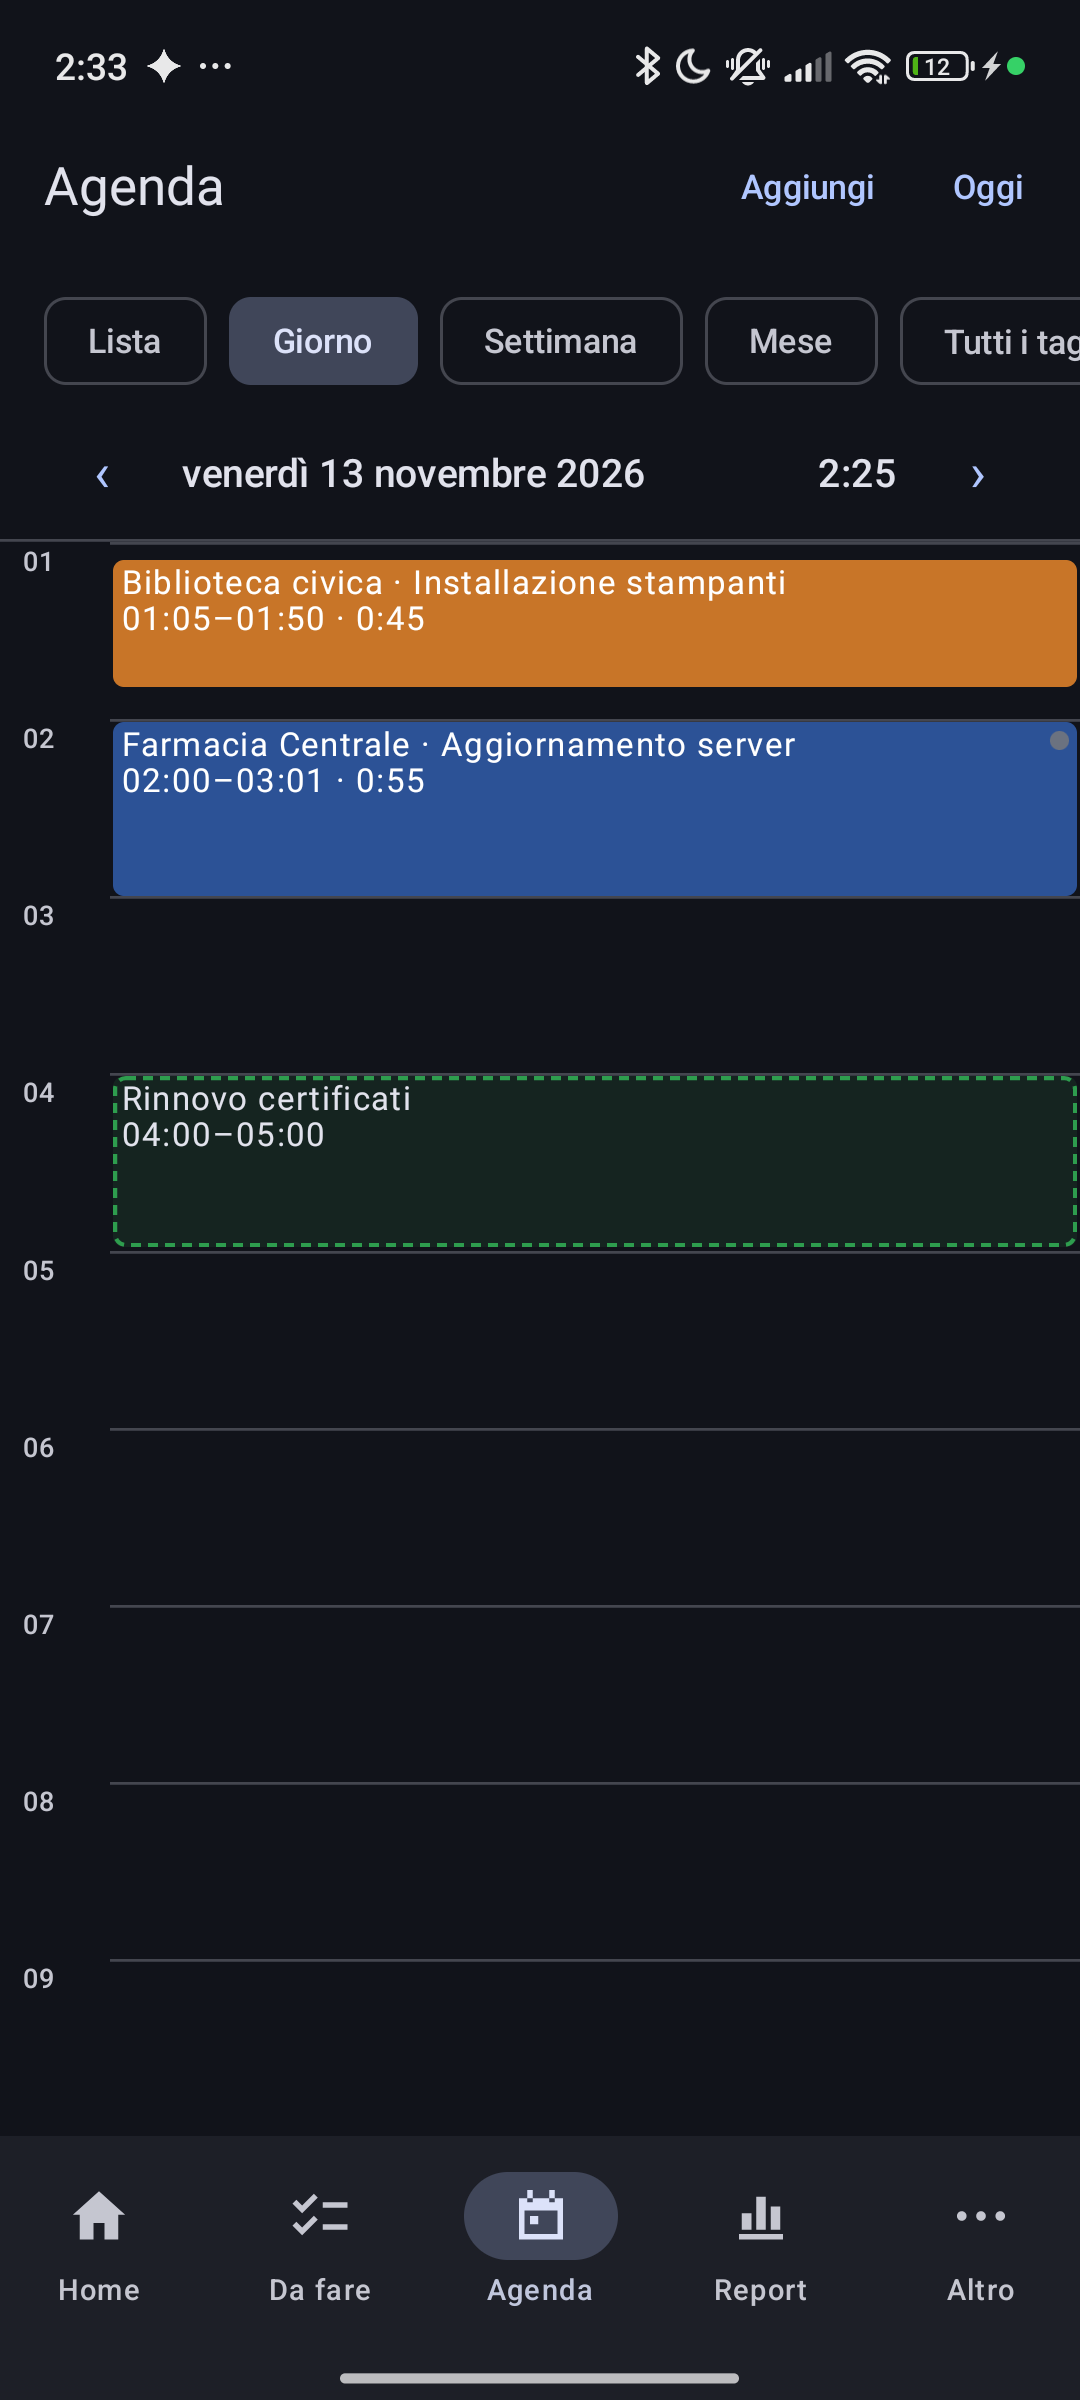 2:33
12
Agenda
Aggiungi
Oggi
Lista
Giorno
Settimana
Mese
Tutti i tag
‹ venerdì 13 novembre 2026 2:25 ›
01
Biblioteca civica · Installazione stampanti
01:05–01:50 · 0:45
02
Farmacia Centrale · Aggiornamento server
02:00–03:01 · 0:55
03
04
Rinnovo certificati
04:00–05:00
05
06
07
08
09
Home
Da fare
Agenda
Report
Altro